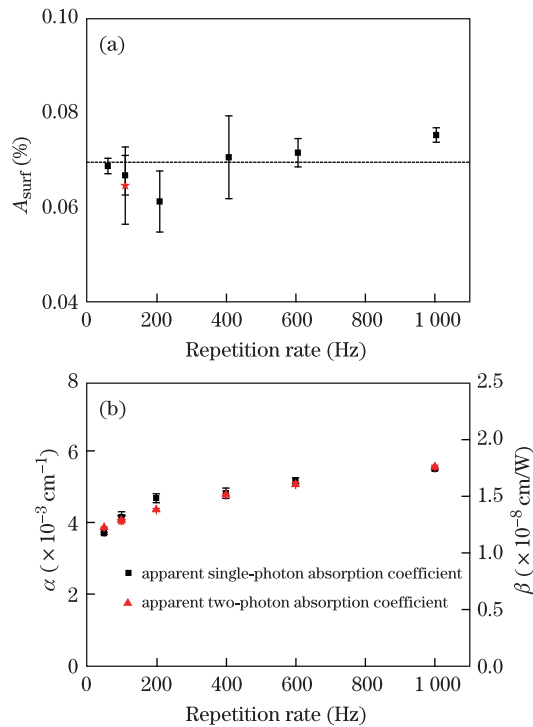 (a)
0.10
0.08
0.06
0.04
A_surf (%)
0 200 400 600 800 1 000
Repetition rate (Hz)
(b)
8
6
4
2
0
α (×10⁻³ cm⁻¹)
2.5
2.0
1.5
1.0
0.5
0.0
β (×10⁻⁸ cm/W)
apparent single-photon absorption coefficient
apparent two-photon absorption coefficient
0 200 400 600 800 1 000
Repetition rate (Hz)